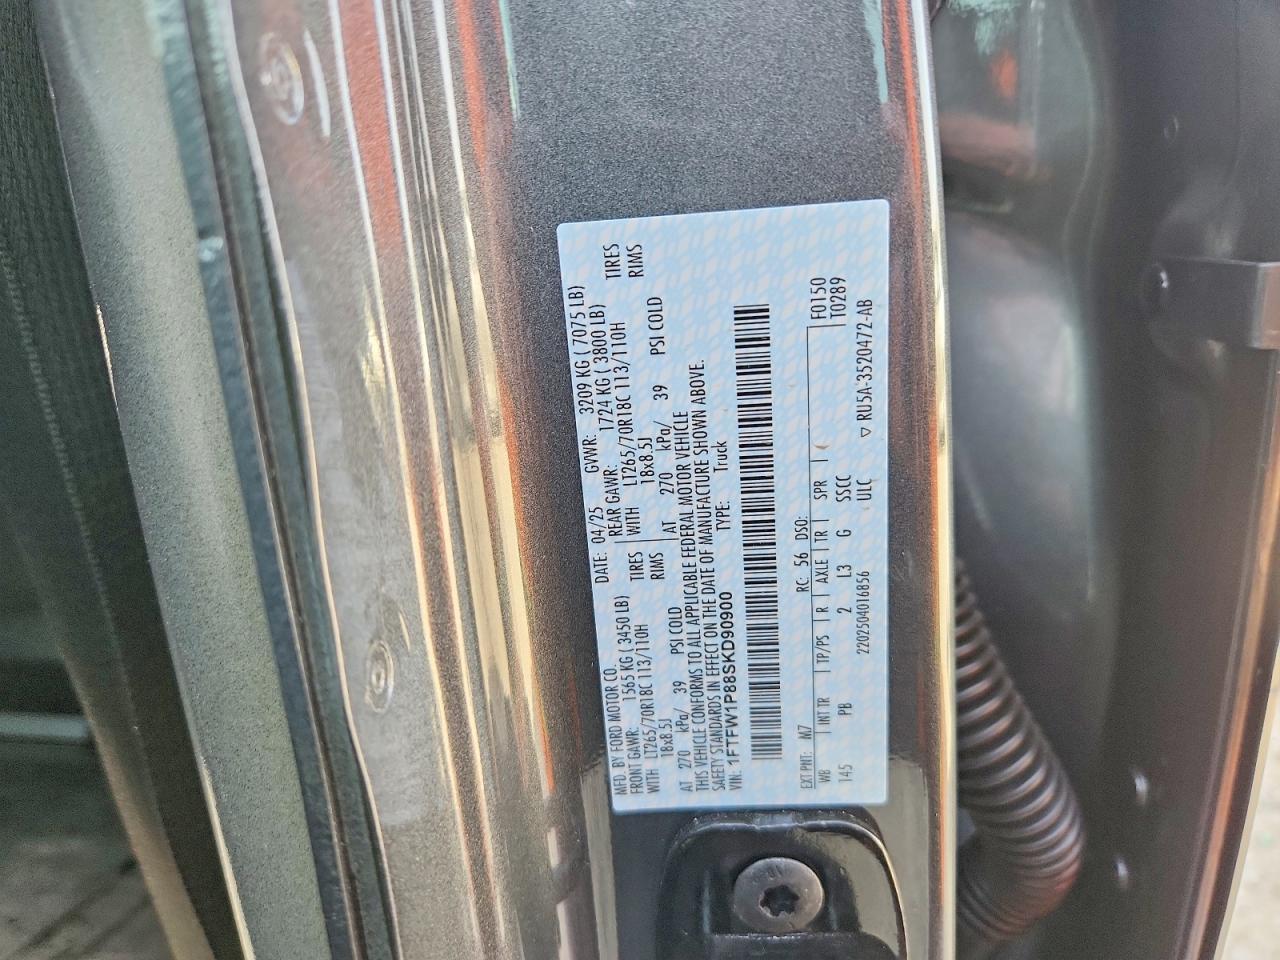 MFD. BY FORD MOTOR CO.
DATE: 04/25 GVWR: 3209 KG ( 7075 LB)
FRONT GAWR: 1565 KG ( 3450 LB) REAR GAWR: 1724 KG ( 3800 LB)
WITH LT265/70R18C 113/110H TIRES WITH LT265/70R18C 113/110H TIRES
18x8.5J RIMS 18x8.5J RIMS
AT 270 kPa/ 39 PSI COLD AT 270 kPa/ 39 PSI COLD
THIS VEHICLE CONFORMS TO ALL APPLICABLE FEDERAL MOTOR VEHICLE
SAFETY STANDARDS IN EFFECT ON THE DATE OF MANUFACTURE SHOWN ABOVE.
VIN: 1FTFW1P88SKD90900 TYPE: Truck
EXT PNT: M7 RC: 56 DSO: F0150
WB INT TR TP/PS R AXLE TR SPR T0289
145 PB 2 L3 G SSCC
2202504016856 ULC ▽ RU5A-3520472-AB